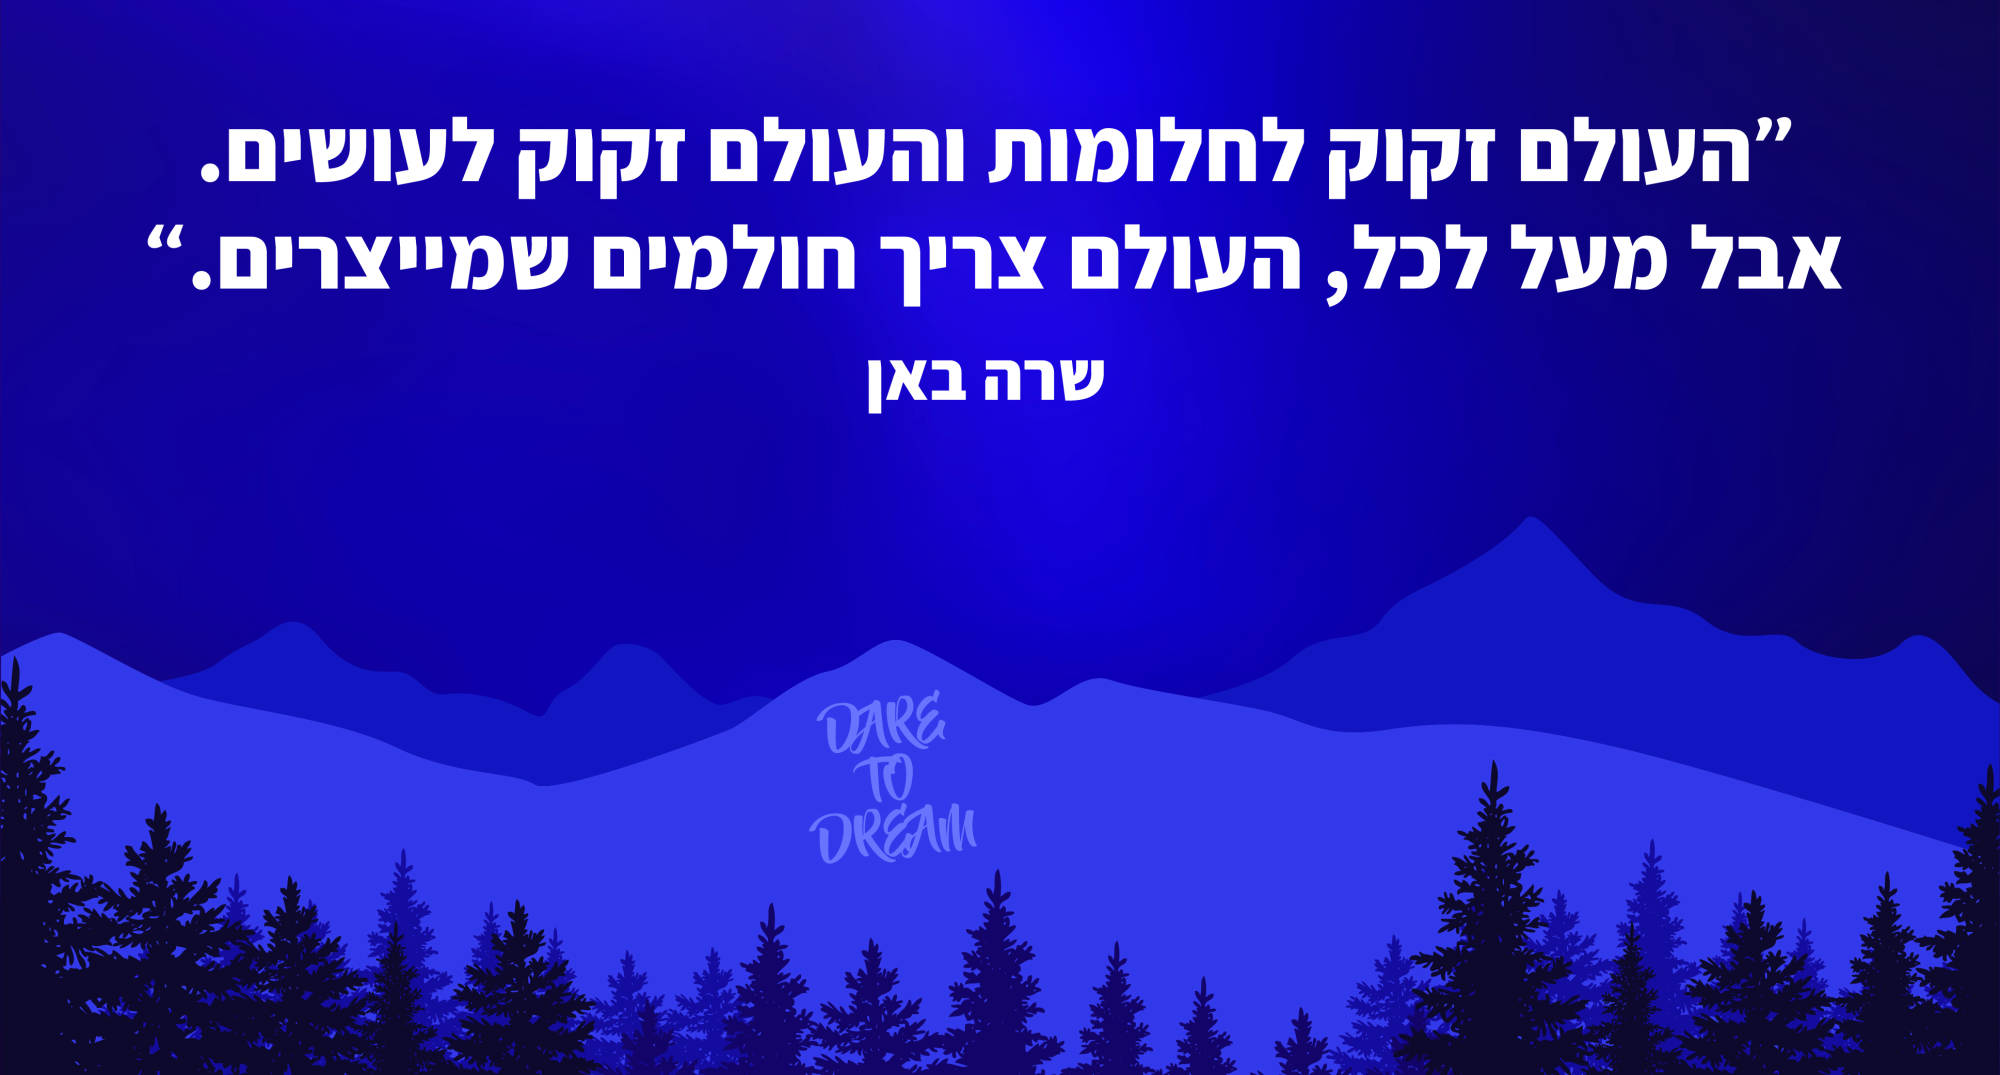 ”העולם זקוק לחלומות והעולם זקוק לעושים.
אבל מעל לכל, העולם צריך חולמים שמייצרים.“
שרה באן
DARE
TO
DREAM